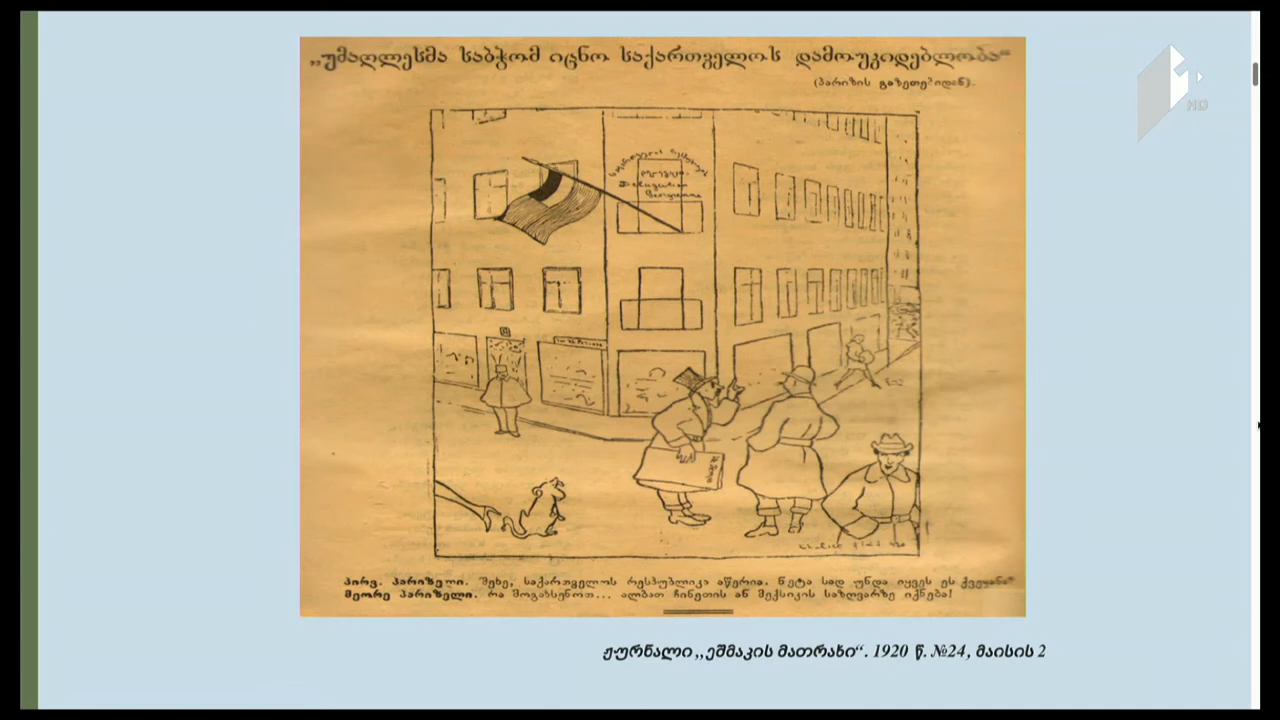 „უმაღლესმა საბჭომ იცნო საქართველოს დამოუკიდებლობა“
(პარიზის გაზეთებიდან).
HD
პირვ. პარიზელი. შეხე, საქართველოს რესპუბლიკა აწერია. ნეტა სად უნდა იყვეს ეს ქვეყანა?
მეორე პარიზელი. რა მოგახსენოთ... ალბათ ჩინეთის ან მექსიკის საზღვარზე იქნება!
ჟურნალი „ეშმაკის მათრახი“. 1920 წ. №24, მაისის 2